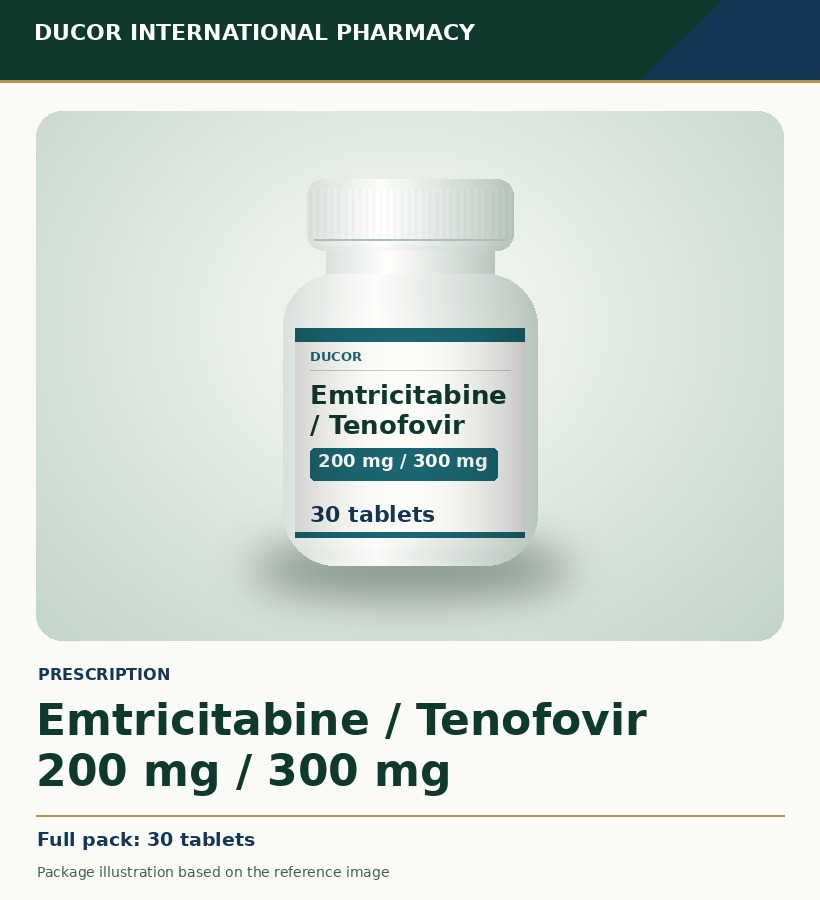 DUCOR INTERNATIONAL PHARMACY
DUCOR
Emtricitabine
/ Tenofovir
200 mg / 300 mg
30 tablets
PRESCRIPTION
Emtricitabine / Tenofovir
200 mg / 300 mg
Full pack: 30 tablets
Package illustration based on the reference image